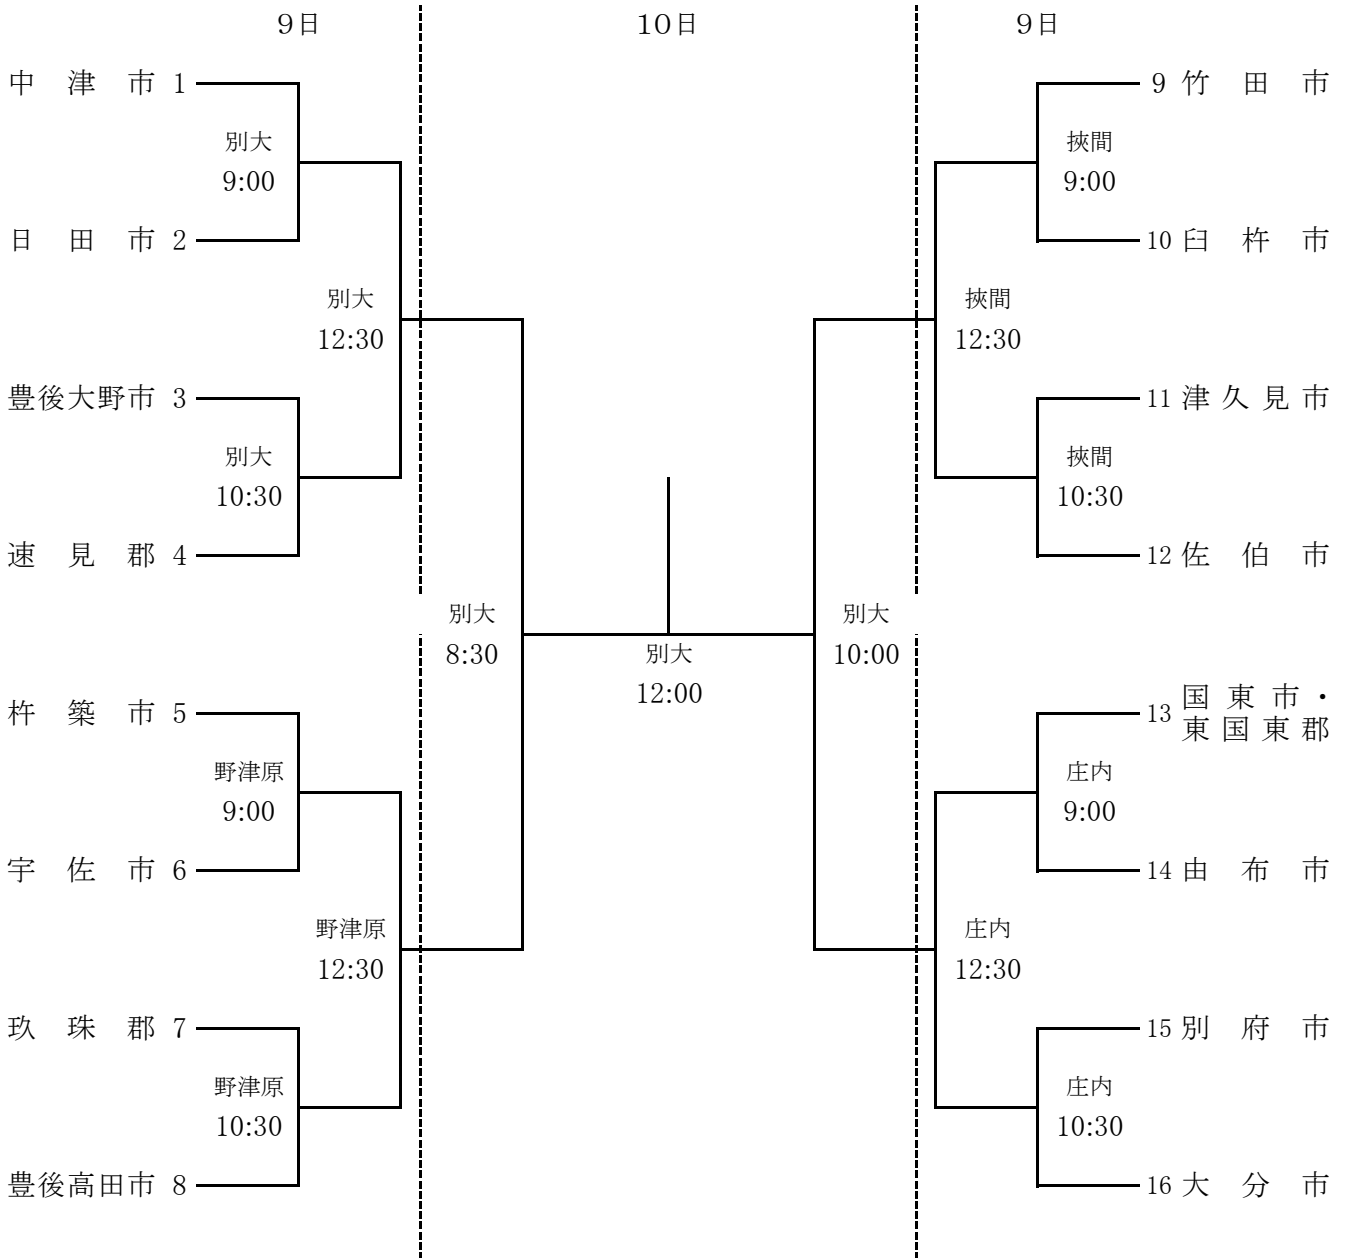 9日 10日 9日
中津市 1
別大
9:00
日田市 2
別大
12:30
豊後大野市 3
別大
10:30
速見郡 4
別大
8:30
杵築市 5
野津原
9:00
宇佐市 6
野津原
12:30
玖珠郡 7
野津原
10:30
豊後高田市 8
別大
12:00
9 竹田市
挾間
9:00
10 臼杵市
挾間
12:30
11 津久見市
挾間
10:30
12 佐伯市
別大
10:00
13 国東市・
東国東郡
庄内
9:00
14 由布市
庄内
12:30
15 別府市
庄内
10:30
16 大分市